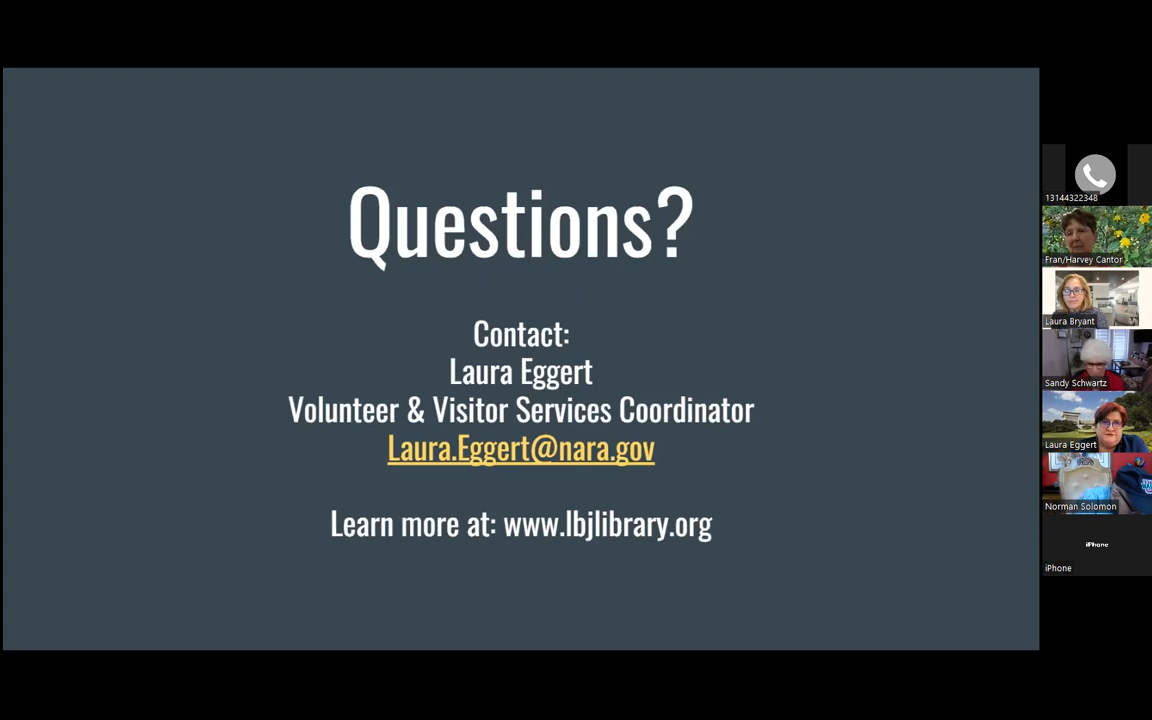 Questions?
Contact:
Laura Eggert
Volunteer & Visitor Services Coordinator
Laura.Eggert@nara.gov
Learn more at: www.lbjlibrary.org
13144322348
Fran/Harvey Cantor
Laura Bryant
Sandy Schwartz
Laura Eggert
Norman Solomon
iPhone
iPhone